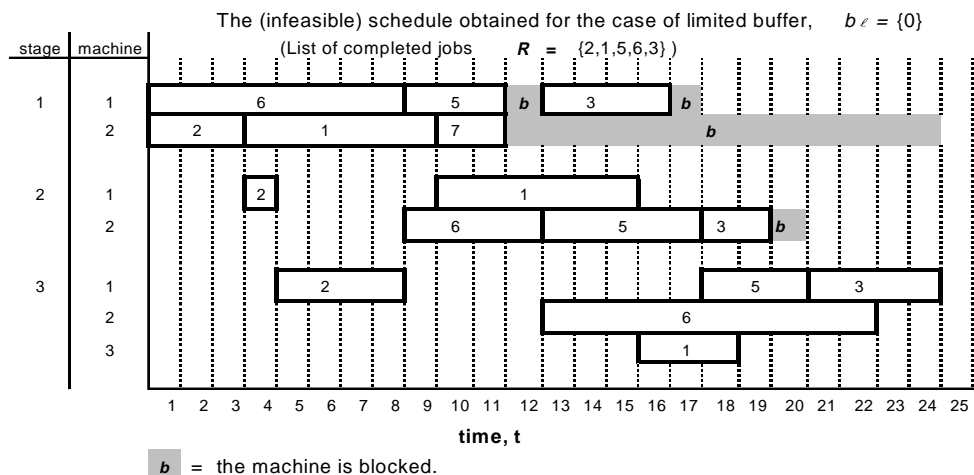 The (infeasible) schedule obtained for the case of limited buffer, b ℓ = {0}
stage machine (List of completed jobs R = {2,1,5,6,3} )
1 1 6 5 b 3 b
2 2 1 7 b
2 1 2 1
2 6 5 3 b
3 1 2 5 3
2 6
3 1
1 2 3 4 5 6 7 8 9 10 11 12 13 14 15 16 17 18 19 20 21 22 23 24 25
time, t
b = the machine is blocked.